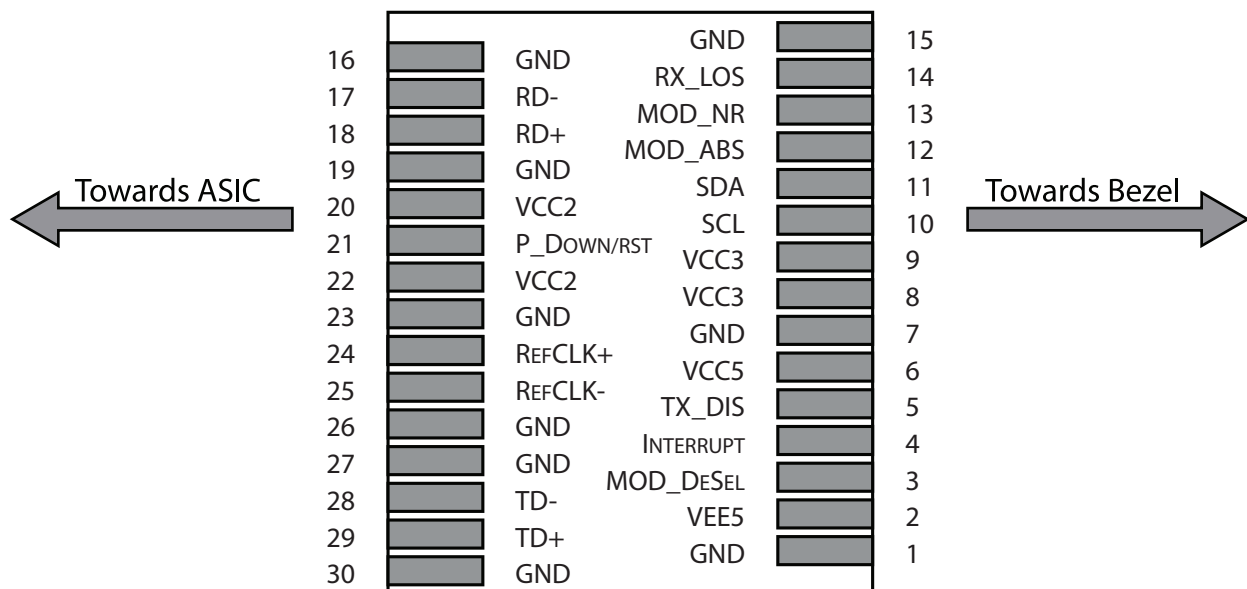 GND 15
16 GND
RX_LOS 14
17 RD-
MOD_NR 13
18 RD+
MOD_ABS 12
19 GND
SDA 11
Towards ASIC
Towards Bezel
20 VCC2
SCL 10
21 P_DOWN/RST
VCC3 9
22 VCC2
VCC3 8
23 GND
GND 7
24 REFCLK+
VCC5 6
25 REFCLK-
TX_DIS 5
26 GND
INTERRUPT 4
27 GND
MOD_DESEL 3
28 TD-
VEE5 2
29 TD+
GND 1
30 GND